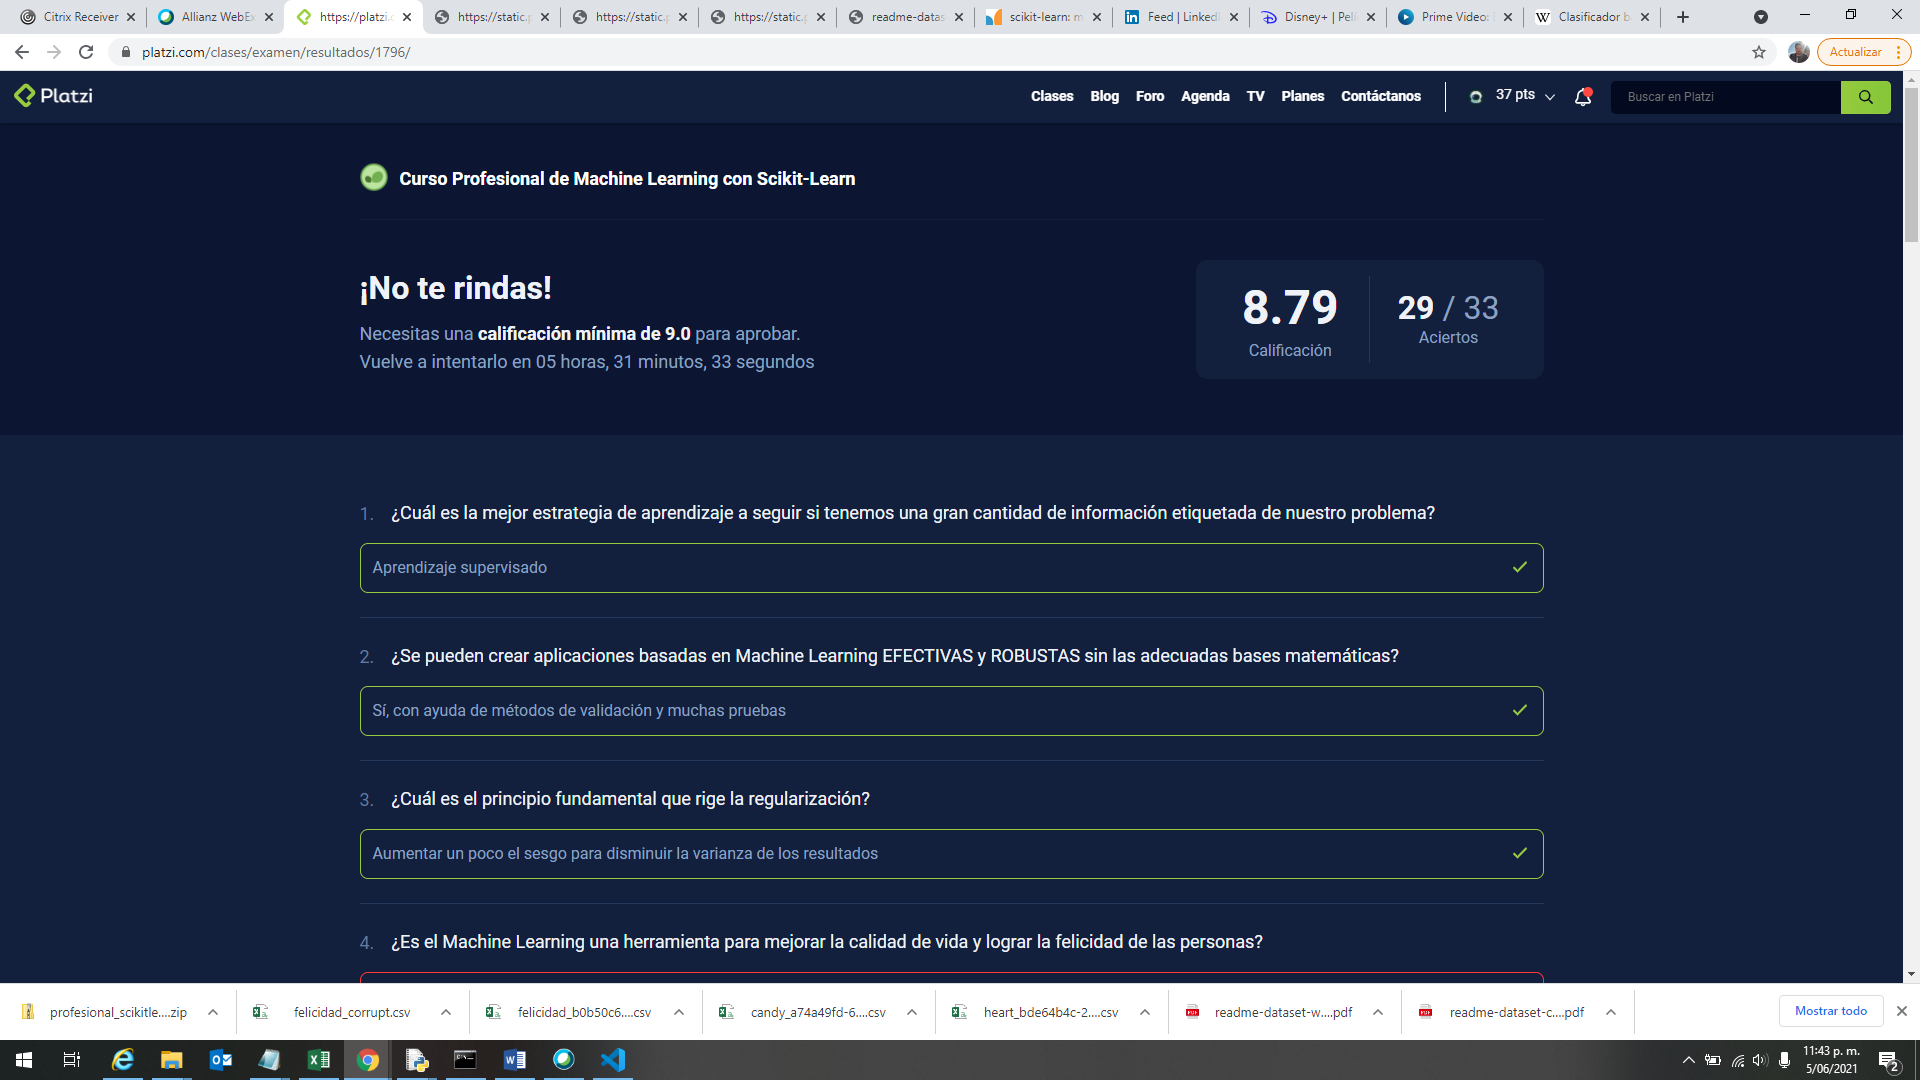 Citrix Receiver
Allianz WebEx
https://platzi.c
https://static.p
https://static.p
https://static.p
readme-datas
scikit-learn: m
Feed | LinkedI
Disney+ | Pelí
Prime Video:
Clasificador b
platzi.com/clases/examen/resultados/1796/
Actualizar
Platzi
Clases
Blog
Foro
Agenda
TV
Planes
Contáctanos
37 pts
Buscar en Platzi
Curso Profesional de Machine Learning con Scikit-Learn
¡No te rindas!
Necesitas una calificación mínima de 9.0 para aprobar.
Vuelve a intentarlo en 05 horas, 31 minutos, 33 segundos
8.79
Calificación
29 / 33
Aciertos
1. ¿Cuál es la mejor estrategia de aprendizaje a seguir si tenemos una gran cantidad de información etiquetada de nuestro problema?
Aprendizaje supervisado
2. ¿Se pueden crear aplicaciones basadas en Machine Learning EFECTIVAS y ROBUSTAS sin las adecuadas bases matemáticas?
Sí, con ayuda de métodos de validación y muchas pruebas
3. ¿Cuál es el principio fundamental que rige la regularización?
Aumentar un poco el sesgo para disminuir la varianza de los resultados
4. ¿Es el Machine Learning una herramienta para mejorar la calidad de vida y lograr la felicidad de las personas?
profesional_scikitle....zip
felicidad_corrupt.csv
felicidad_b0b50c6....csv
candy_a74a49fd-6....csv
heart_bde64b4c-2....csv
readme-dataset-w....pdf
readme-dataset-c....pdf
Mostrar todo
11:43 p. m.
5/06/2021
2